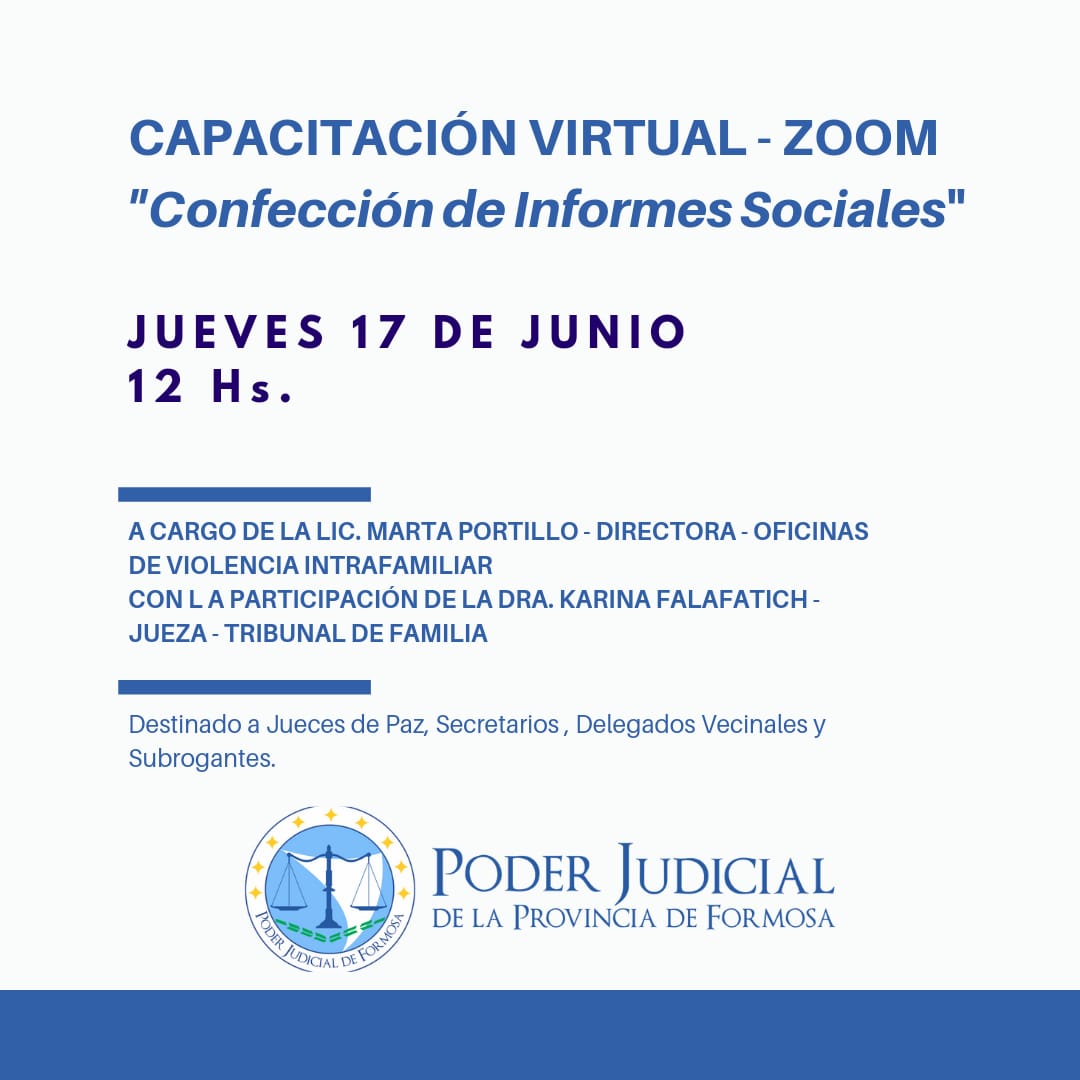 CAPACITACIÓN VIRTUAL - ZOOM
"Confección de Informes Sociales"
JUEVES 17 DE JUNIO
12 Hs.
A CARGO DE LA LIC. MARTA PORTILLO - DIRECTORA - OFICINAS
DE VIOLENCIA INTRAFAMILIAR
CON L A PARTICIPACIÓN DE LA DRA. KARINA FALAFATICH -
JUEZA - TRIBUNAL DE FAMILIA
Destinado a Jueces de Paz, Secretarios , Delegados Vecinales y
Subrogantes.
PODER JUDICIAL DE FORMOSA
PODER JUDICIAL
DE LA PROVINCIA DE FORMOSA